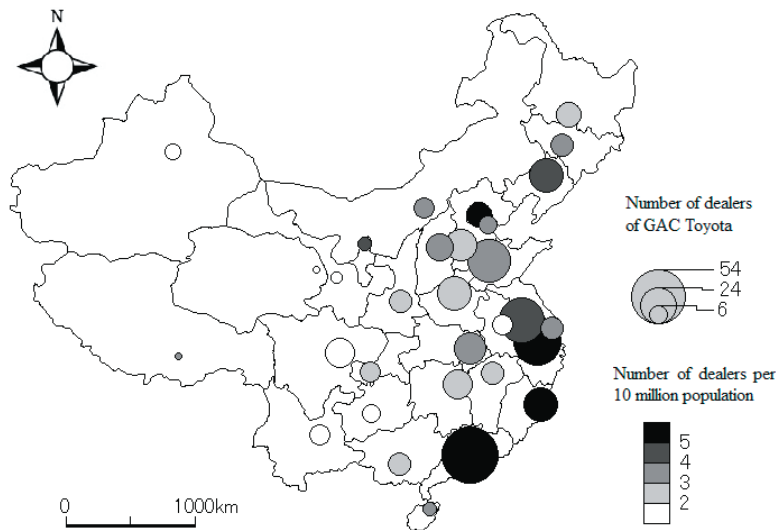 N
Number of dealers
of GAC Toyota
54
24
6
Number of dealers per
10 million population
5
4
3
2
0 1000km